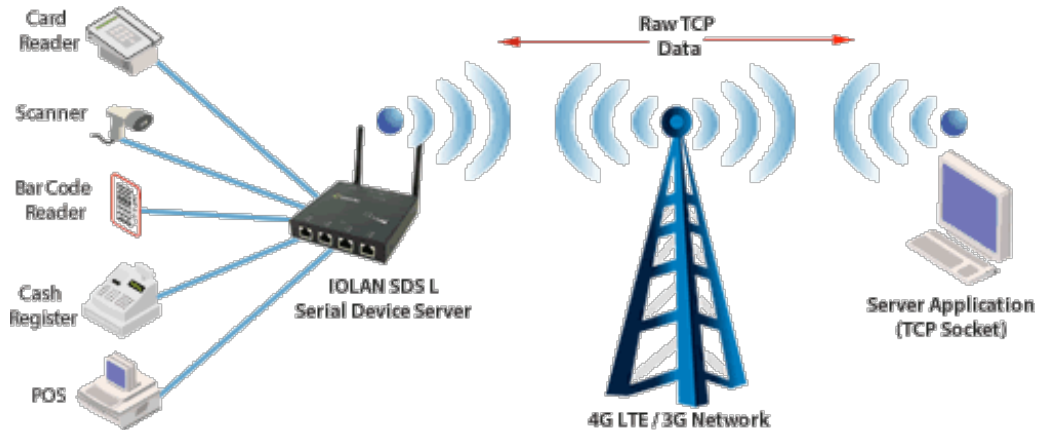 Card
Reader
Scanner
Bar Code
Reader
Cash
Register
POS
IOLAN SDS L
Serial Device Server
Raw TCP
Data
4G LTE / 3G Network
Server Application
(TCP Socket)